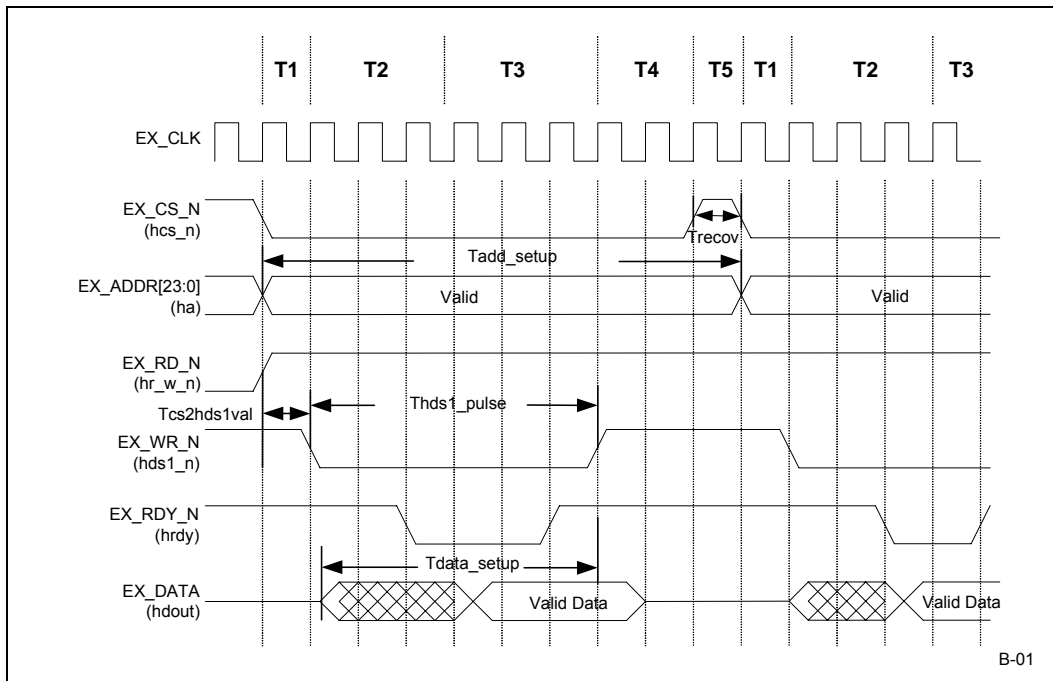 T1 T2 T3 T4 T5 T1 T2 T3
EX_CLK
EX_CS_N
(hcs_n)
Trecov
Tadd_setup
EX_ADDR[23:0]
(ha)
Valid
Valid
EX_RD_N
(hr_w_n)
Tcs2hds1val
Thds1_pulse
EX_WR_N
(hds1_n)
EX_RDY_N
(hrdy)
Tdata_setup
EX_DATA
(hdout)
Valid Data
Valid Data
B-01